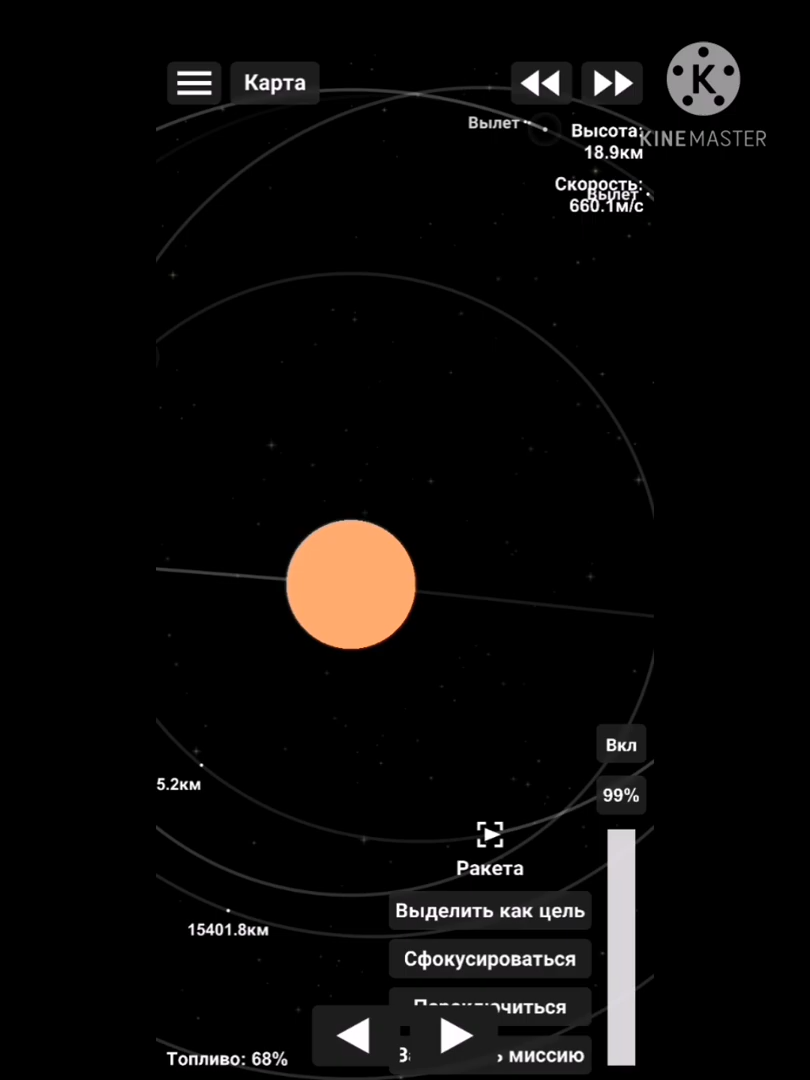 Карта
Вылет
Высота:
18.9км
Скорость:
Вылет
660.1м/с
K
KINEMASTER
5.2км
15401.8км
Вкл
99%
Ракета
Выделить как цель
Сфокусироваться
Переключиться
миссию
Топливо: 68%